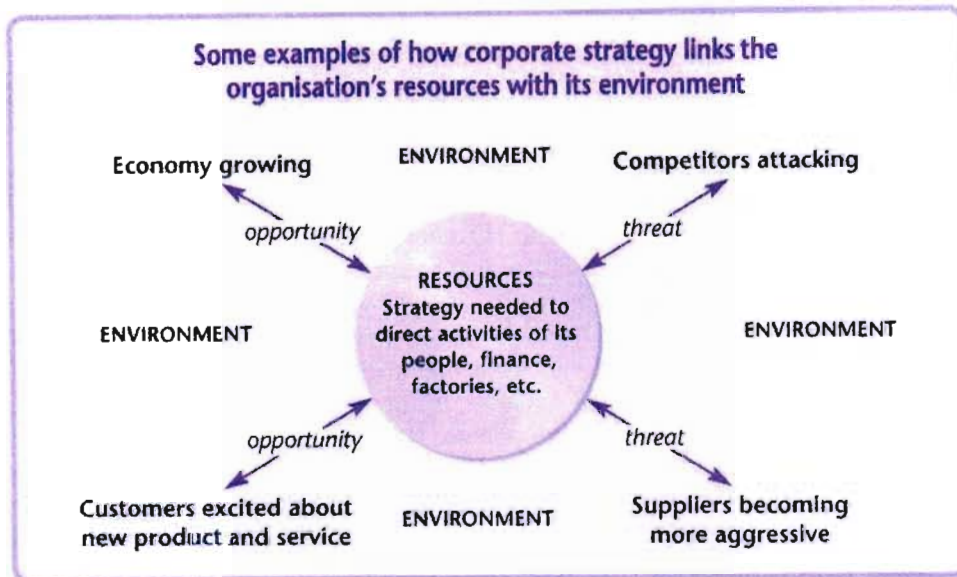 Some examples of how corporate strategy links the
organisation's resources with its environment
Economy growing
ENVIRONMENT
Competitors attacking
opportunity
threat
RESOURCES
Strategy needed to
direct activities of its
people, finance,
factories, etc.
ENVIRONMENT
ENVIRONMENT
opportunity
threat
Customers excited about
new product and service
ENVIRONMENT
Suppliers becoming
more aggressive